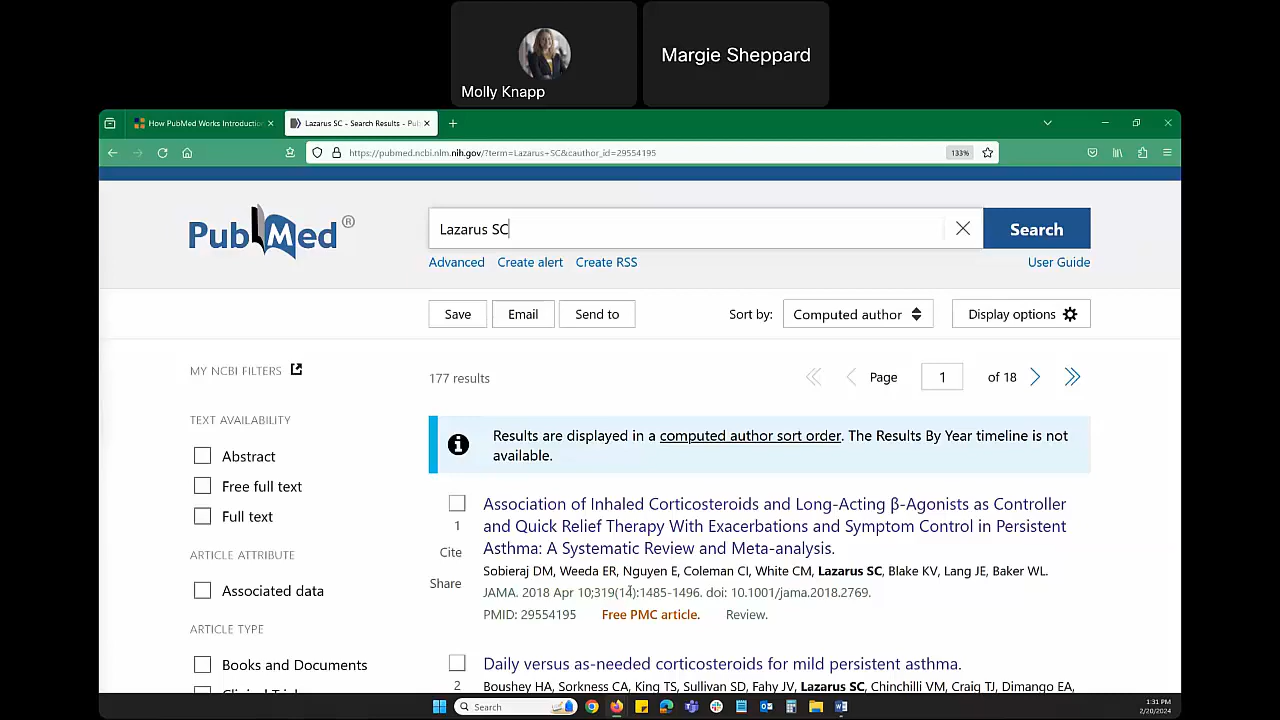 Molly Knapp
Margie Sheppard
How PubMed Works Introduction
Lazarus SC - Search Results - Pub
https://pubmed.ncbi.nlm.nih.gov/?term=Lazarus+SC&cauthor_id=29554195
133%
PubMed®
Lazarus SC
Search
Advanced Create alert Create RSS
User Guide
Save Email Send to
Sort by: Computed author
Display options
MY NCBI FILTERS
177 results
Page 1 of 18
TEXT AVAILABILITY
Abstract
Free full text
Full text
ARTICLE ATTRIBUTE
Associated data
ARTICLE TYPE
Books and Documents
Results are displayed in a computed author sort order. The Results By Year timeline is not
available.
1
Cite
Share
Association of Inhaled Corticosteroids and Long-Acting β-Agonists as Controller
and Quick Relief Therapy With Exacerbations and Symptom Control in Persistent
Asthma: A Systematic Review and Meta-analysis.
Sobieraj DM, Weeda ER, Nguyen E, Coleman CI, White CM, Lazarus SC, Blake KV, Lang JE, Baker WL.
JAMA. 2018 Apr 10;319(14):1485-1496. doi: 10.1001/jama.2018.2769.
PMID: 29554195 Free PMC article. Review.
2
Daily versus as-needed corticosteroids for mild persistent asthma.
Boushey HA, Sorkness CA, King TS, Sullivan SD, Fahy JV, Lazarus SC, Chinchilli VM, Craig TJ, Dimango EA,
Search
1:31 PM
2/20/2024